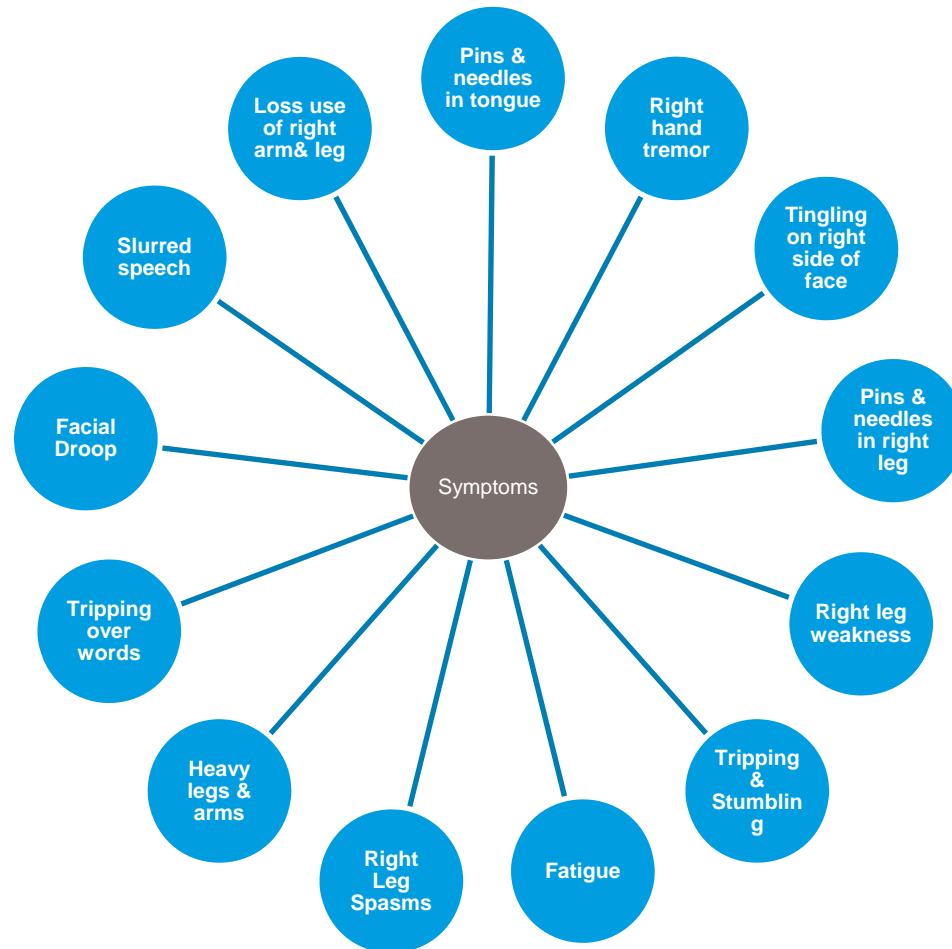 Pins &
needles
in tongue
Right
hand
tremor
Tingling
on right
side of
face
Pins &
needles
in right
leg
Right leg
weakness
Tripping
&
Stumblin
g
Fatigue
Right
Leg
Spasms
Heavy
legs &
arms
Tripping
over
words
Facial
Droop
Slurred
speech
Loss use
of right
arm& leg
Symptoms